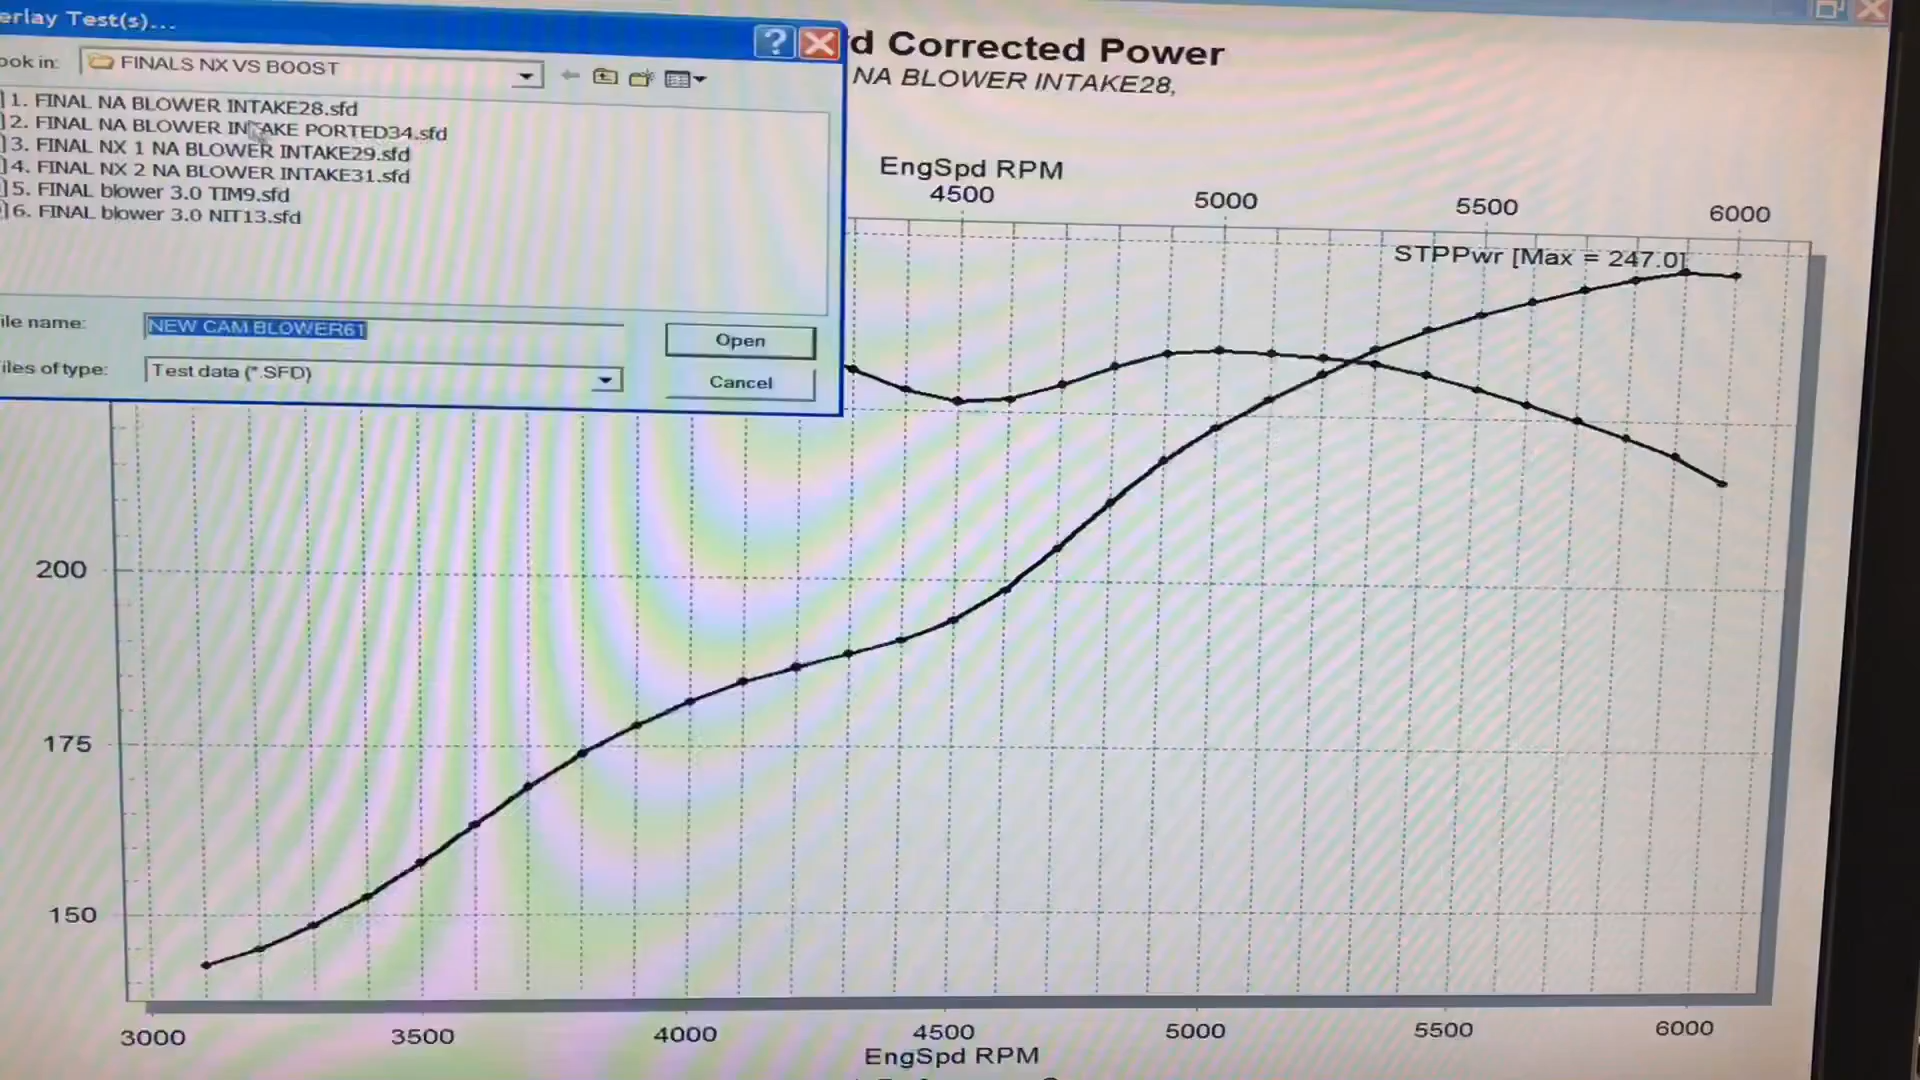 erlay Test(s)...
ook in: FINALS NX VS BOOST
1. FINAL NA BLOWER INTAKE28.sfd
2. FINAL NA BLOWER INTAKE PORTED34.sfd
3. FINAL NX 1 NA BLOWER INTAKE29.sfd
4. FINAL NX 2 NA BLOWER INTAKE31.sfd
5. FINAL blower 3.0 TIM9.sfd
6. FINAL blower 3.0 NIT13.sfd
ile name: NEW CAM BLOWER61 Open
iles of type: Test data (*.SFD) Cancel
d Corrected Power
NA BLOWER INTAKE28,
EngSpd RPM
4500 5000 5500 6000
STPPwr [Max = 247.0]
200
175
150
3000 3500 4000 4500 5000 5500 6000
EngSpd RPM